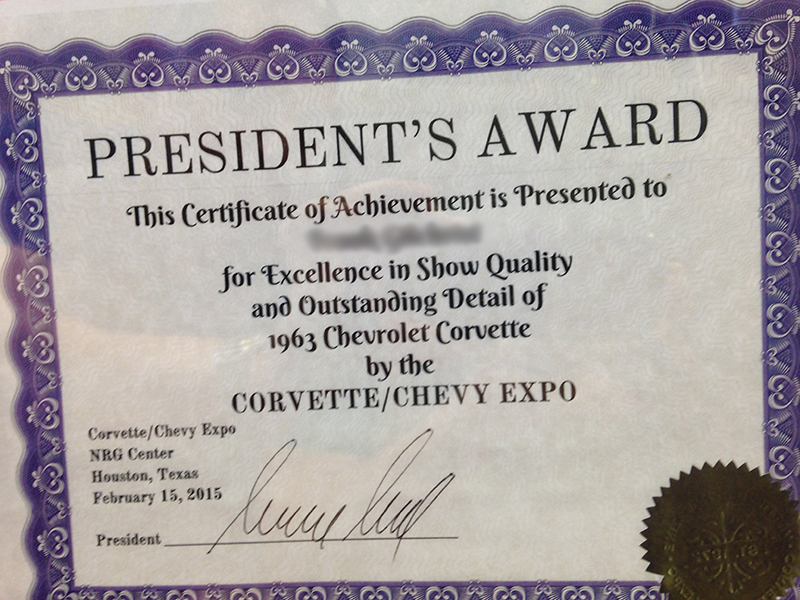 PRESIDENT'S AWARD
This Certificate of Achievement is Presented to
for Excellence in Show Quality
and Outstanding Detail of
1963 Chevrolet Corvette
by the
CORVETTE/CHEVY EXPO
Corvette/Chevy Expo
NRG Center
Houston, Texas
February 15, 2015
President